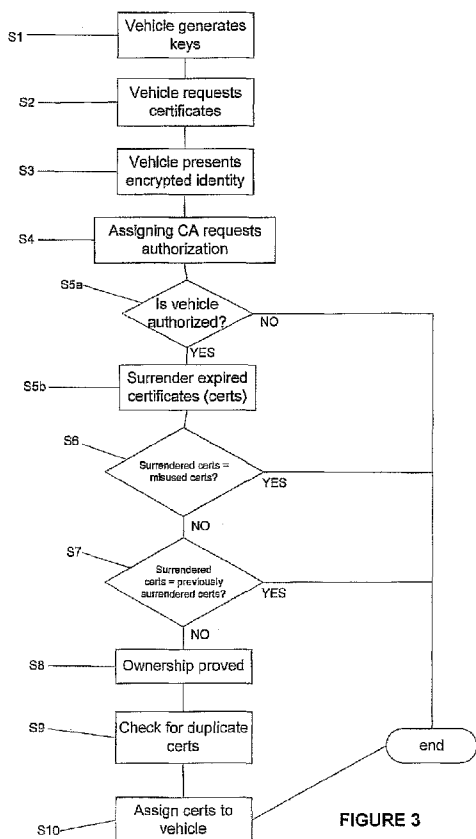 S1
Vehicle generates
keys
S2
Vehicle requests
certificates
S3
Vehicle presents
encrypted identity
S4
Assigning CA requests
authorization
S5a
Is vehicle
authorized?
NO
YES
S5b
Surrender expired
certificates (certs)
S6
Surrendered certs =
misused certs?
YES
NO
S7
Surrendered
certs = previously
surrendered certs?
YES
NO
S8
Ownership proved
S9
Check for duplicate
certs
end
S10
Assign certs to
vehicle
FIGURE 3